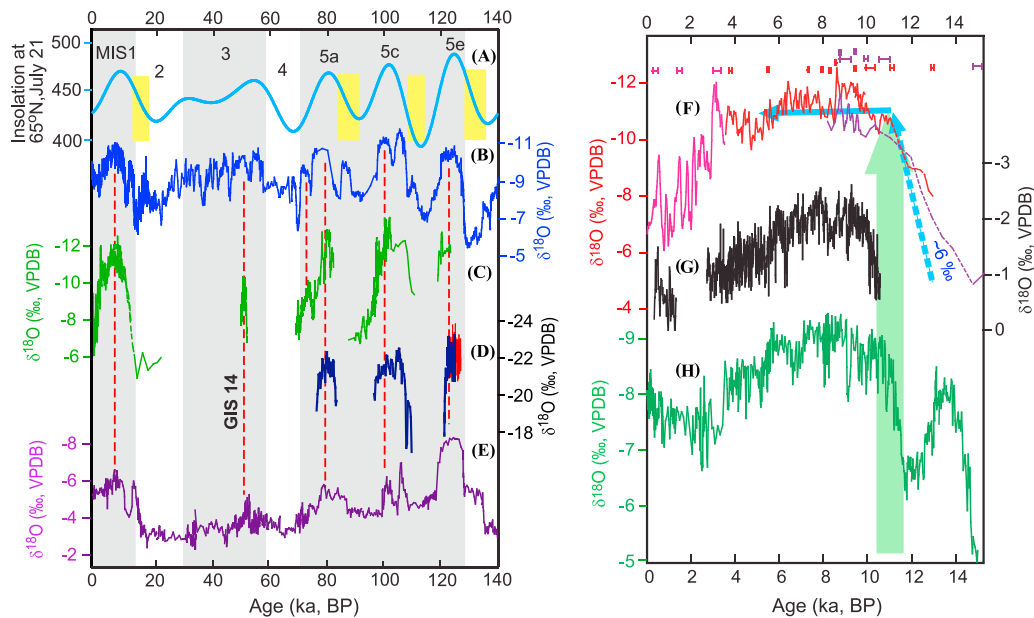 0 20 40 60 80 100 120 140
500
450
400
Insolation at
65°N,July 21
MIS1
2
3
4
5a
5c
5e
(A)
(B)
-11
-9
-7
-5
δ18O (‰, VPDB)
(C)
-12
-10
-8
-6
δ18O (‰, VPDB)
(D)
-24
-22
-20
-18
δ18O (‰, VPDB)
GIS 14
(E)
-8
-6
-4
-2
δ18O (‰, VPDB)
0 20 40 60 80 100 120 140
Age (ka, BP)
0 2 4 6 8 10 12 14
(F)
-12
-10
-8
-6
-4
δ18O (‰, VPDB)
~6 ‰
(G)
-3
-2
-1
0
δ18O (‰, VPDB)
(H)
-9
-8
-7
-6
-5
δ18O (‰, VPDB)
0 2 4 6 8 10 12 14
Age (ka, BP)